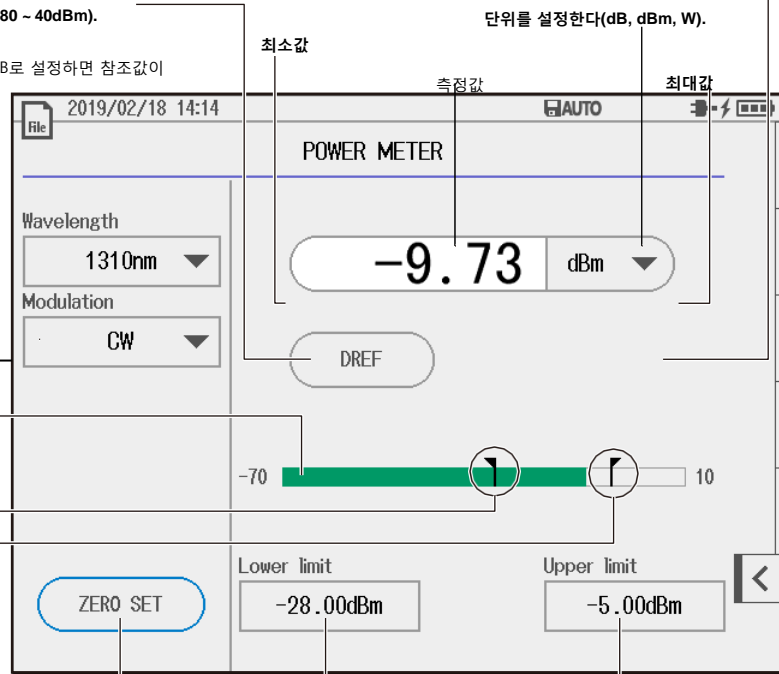 80 ~ 40dBm).
단위를 설정한다(dB, dBm, W).
최소값
B로 설정하면 참조값이
측정값
최대값
File
2019/02/18 14:14
AUTO
POWER METER
Wavelength
1310nm
-9.73
dBm
Modulation
CW
DREF
-70
10
Lower limit
Upper limit
ZERO SET
-28.00dBm
-5.00dBm